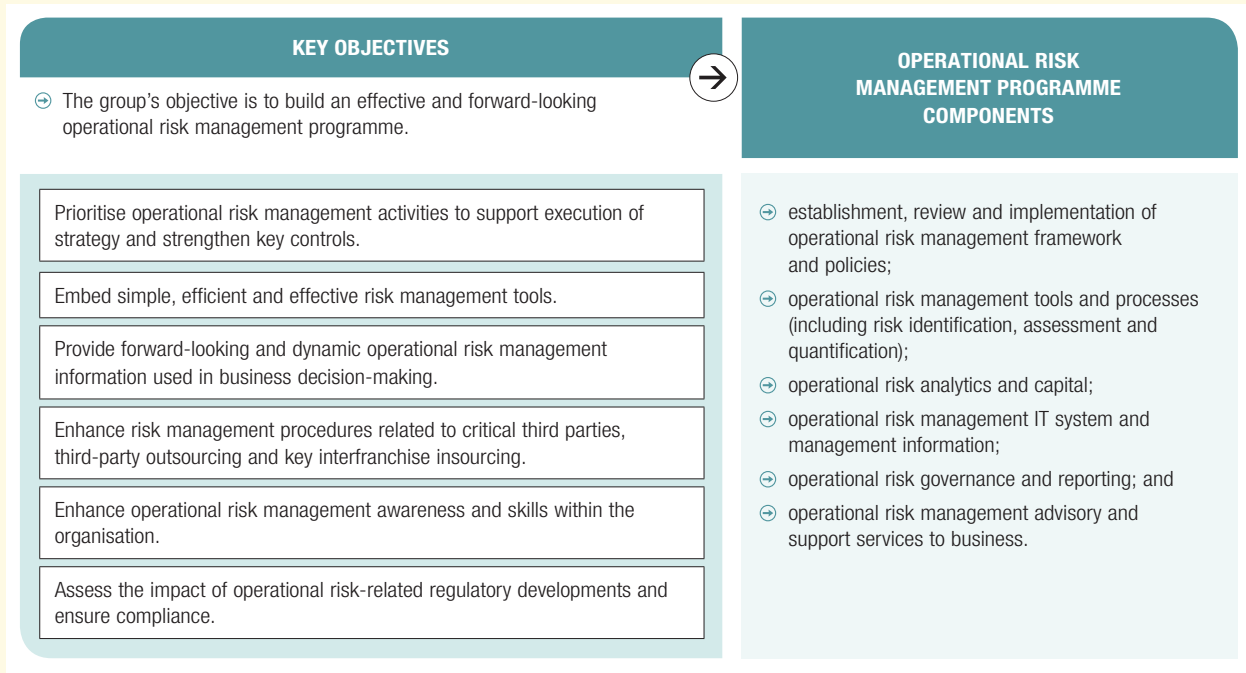 KEY OBJECTIVES
The group's objective is to build an effective and forward-looking
operational risk management programme.
Prioritise operational risk management activities to support execution of
strategy and strengthen key controls.
Embed simple, efficient and effective risk management tools.
Provide forward-looking and dynamic operational risk management
information used in business decision-making.
Enhance risk management procedures related to critical third parties,
third-party outsourcing and key interfranchise insourcing.
Enhance operational risk management awareness and skills within the
organisation.
Assess the impact of operational risk-related regulatory developments and
ensure compliance.
OPERATIONAL RISK
MANAGEMENT PROGRAMME
COMPONENTS
establishment, review and implementation of
operational risk management framework
and policies;
operational risk management tools and processes
(including risk identification, assessment and
quantification);
operational risk analytics and capital;
operational risk management IT system and
management information;
operational risk governance and reporting; and
operational risk management advisory and
support services to business.